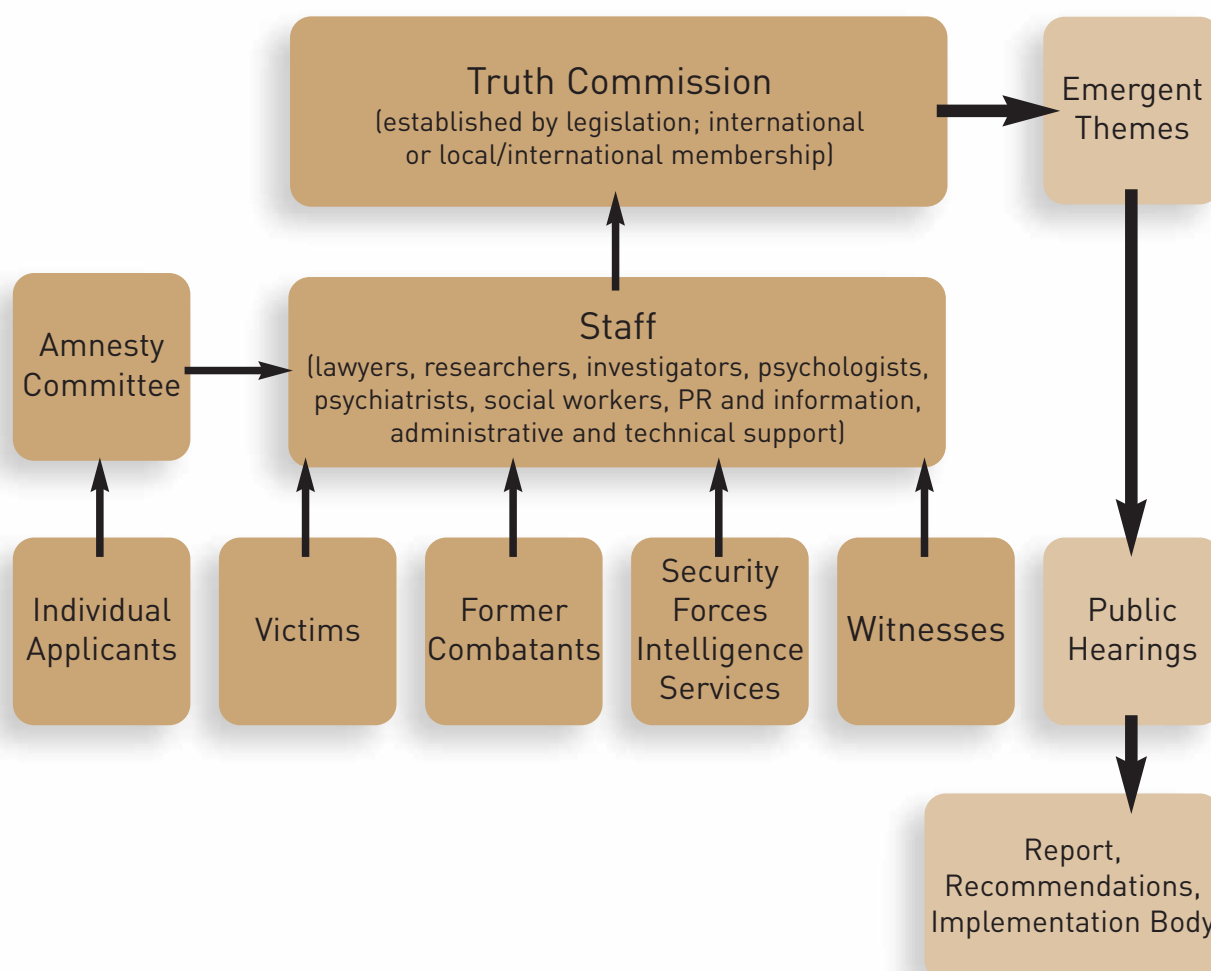 Truth Commission
(established by legislation; international
or local/international membership)
Emergent
Themes
Amnesty
Committee
Staff
(lawyers, researchers, investigators, psychologists,
psychiatrists, social workers, PR and information,
administrative and technical support)
Individual
Applicants
Victims
Former
Combatants
Security
Forces
Intelligence
Services
Witnesses
Public
Hearings
Report,
Recommendations,
Implementation Body